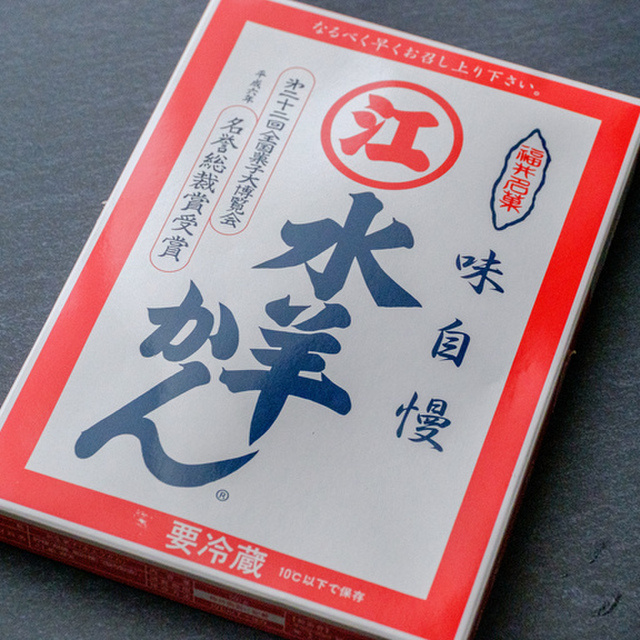 なるべく早くお召し上り下さい。
江
福井名菓
味自慢
水羊
かん
®
平成六年
第二十二回全国菓子大博覧会
名誉総裁賞受賞
要冷蔵 10℃以下で保存